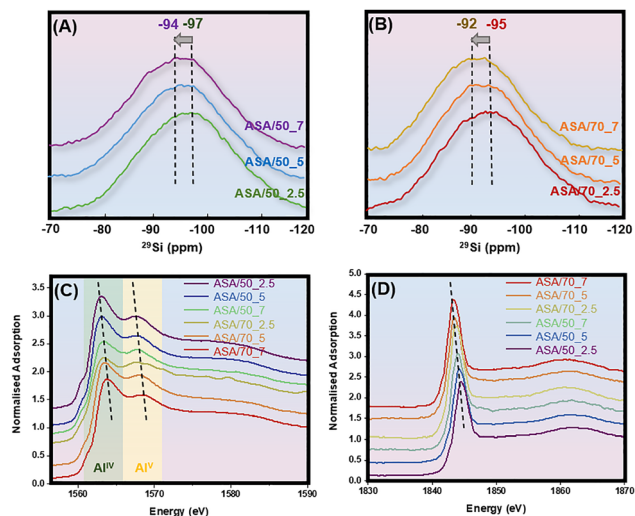 (A)
-94 -97
ASA/50_7
ASA/50_5
ASA/50_2.5
-70 -80 -90 -100 -110 -120
29Si (ppm)
(B)
-92 -95
ASA/70_7
ASA/70_5
ASA/70_2.5
-70 -80 -90 -100 -110 -120
29Si (ppm)
(C)
3.5
3.0
2.5
2.0
1.5
1.0
0.5
0.0
Normalised Adsorption
ASA/50_2.5
ASA/50_5
ASA/50_7
ASA/70_2.5
ASA/70_5
ASA/70_7
AlIV AlV
1560 1570 1580 1590
Energy (eV)
(D)
5.0
4.5
4.0
3.5
3.0
2.5
2.0
1.5
1.0
0.5
0.0
Normalised Adsorption
ASA/70_7
ASA/70_5
ASA/70_2.5
ASA/50_7
ASA/50_5
ASA/50_2.5
1830 1840 1850 1860 1870
Energy (eV)